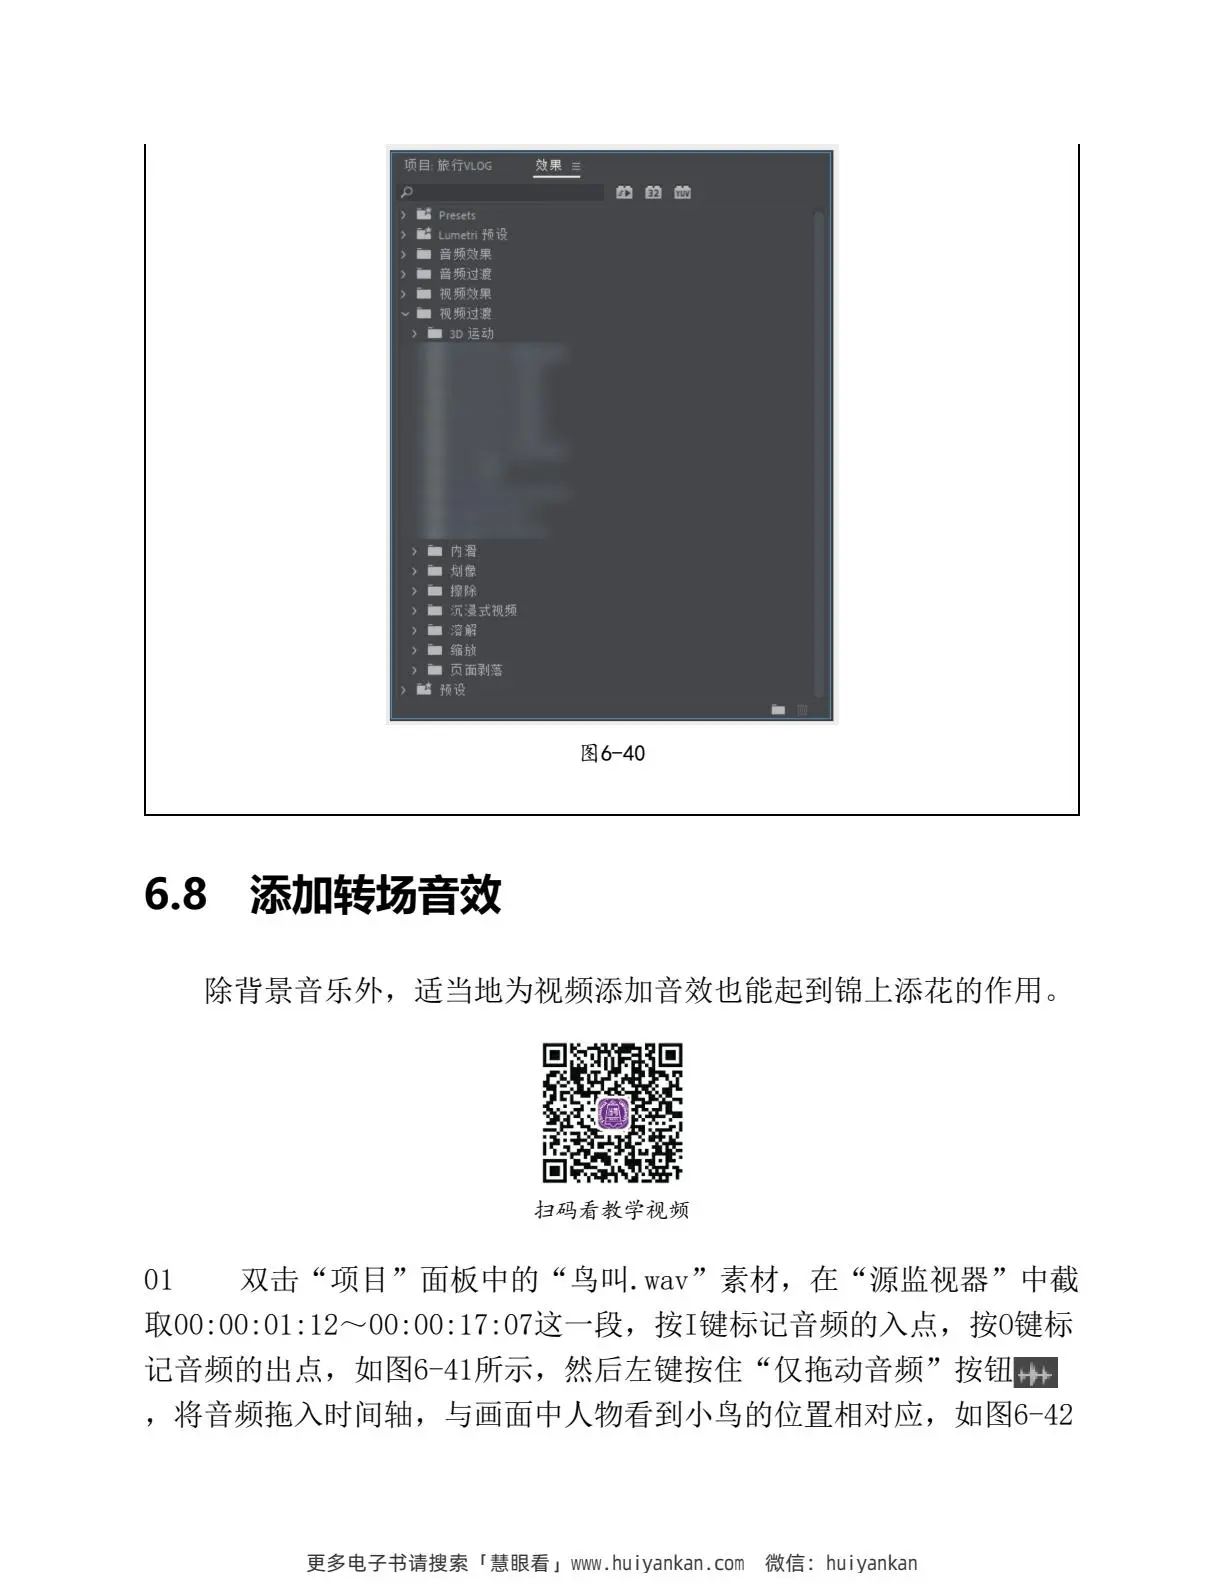 项目: 旅行VLOG 效果
32 YUV
Presets
Lumetri 预设
音频效果
音频过渡
视频效果
视频过渡
3D 运动
内滑
划像
擦除
沉浸式视频
溶解
缩放
页面剥落
预设
图6-40
6.8 添加转场音效
除背景音乐外，适当地为视频添加音效也能起到锦上添花的作用。
扫码看教学视频
01 双击“项目”面板中的“鸟叫.wav”素材，在“源监视器”中截
取00:00:01:12～00:00:17:07这一段，按I键标记音频的入点，按O键标
记音频的出点，如图6-41所示，然后左键按住“仅拖动音频”按钮
，将音频拖入时间轴，与画面中人物看到小鸟的位置相对应，如图6-42
更多电子书请搜索「慧眼看」www.huiyankan.com 微信：huiyankan